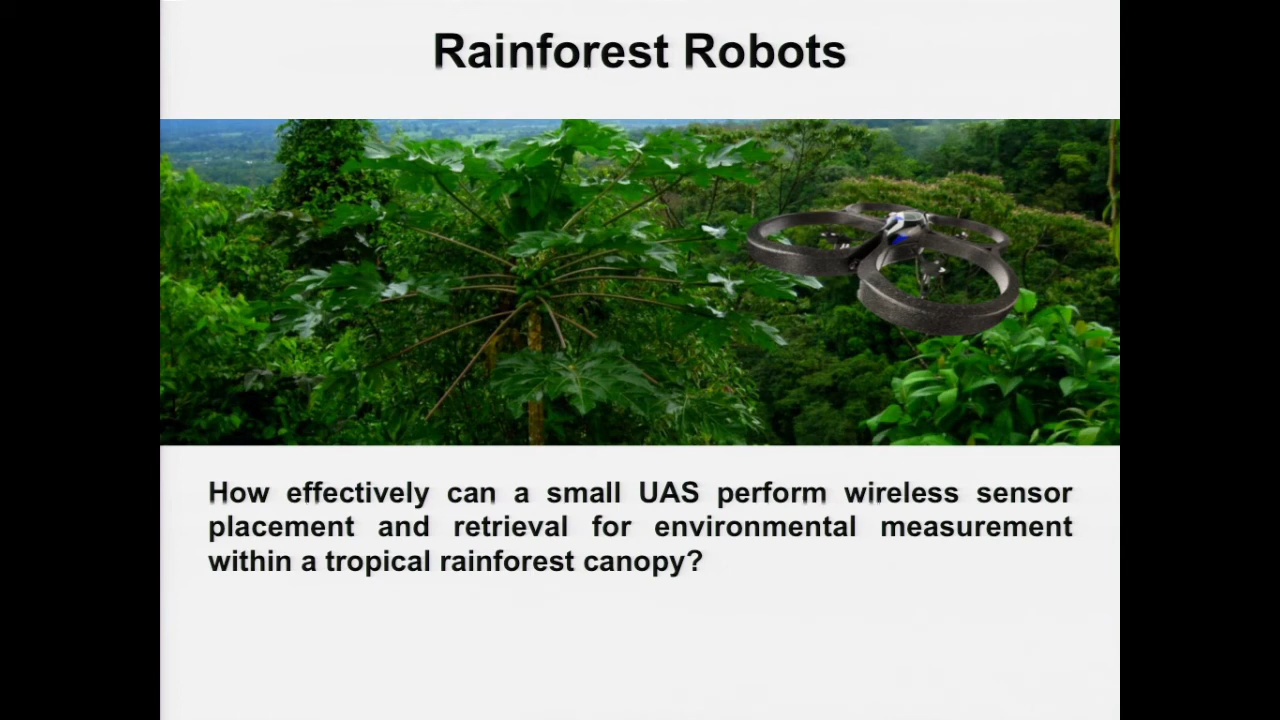 Rainforest Robots
How effectively can a small UAS perform wireless sensor
placement and retrieval for environmental measurement
within a tropical rainforest canopy?